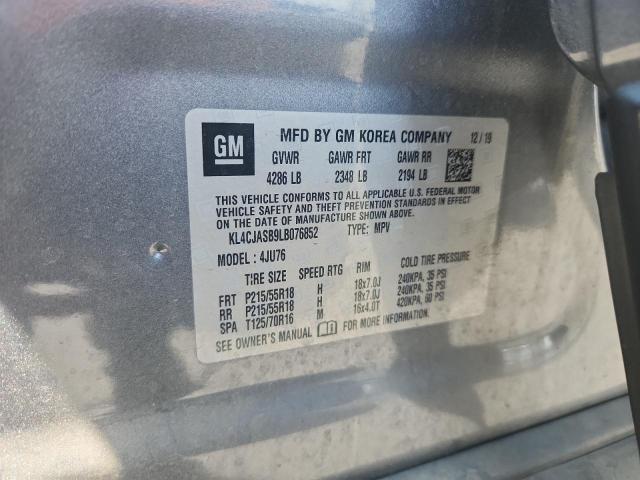 GM
MFD BY GM KOREA COMPANY 12 / 19
GVWR GAWR FRT GAWR RR
4286 LB 2348 LB 2194 LB
THIS VEHICLE CONFORMS TO ALL APPLICABLE U.S. FEDERAL MOTOR
VEHICLE SAFETY, BUMPER, AND THEFT PREVENTION STANDARDS IN EFFECT
ON THE DATE OF MANUFACTURE SHOWN ABOVE.
KL4CJASB9LB076852 TYPE: MPV
MODEL : 4JU76
TIRE SIZE SPEED RTG RIM COLD TIRE PRESSURE
FRT P215/55R18 H 18x7.0J 240KPA, 35 PSI
RR P215/55R18 H 18x7.0J 240KPA, 35 PSI
SPA T125/70R16 M 16x4.0T 420KPA, 60 PSI
SEE OWNER'S MANUAL FOR MORE INFORMATION.